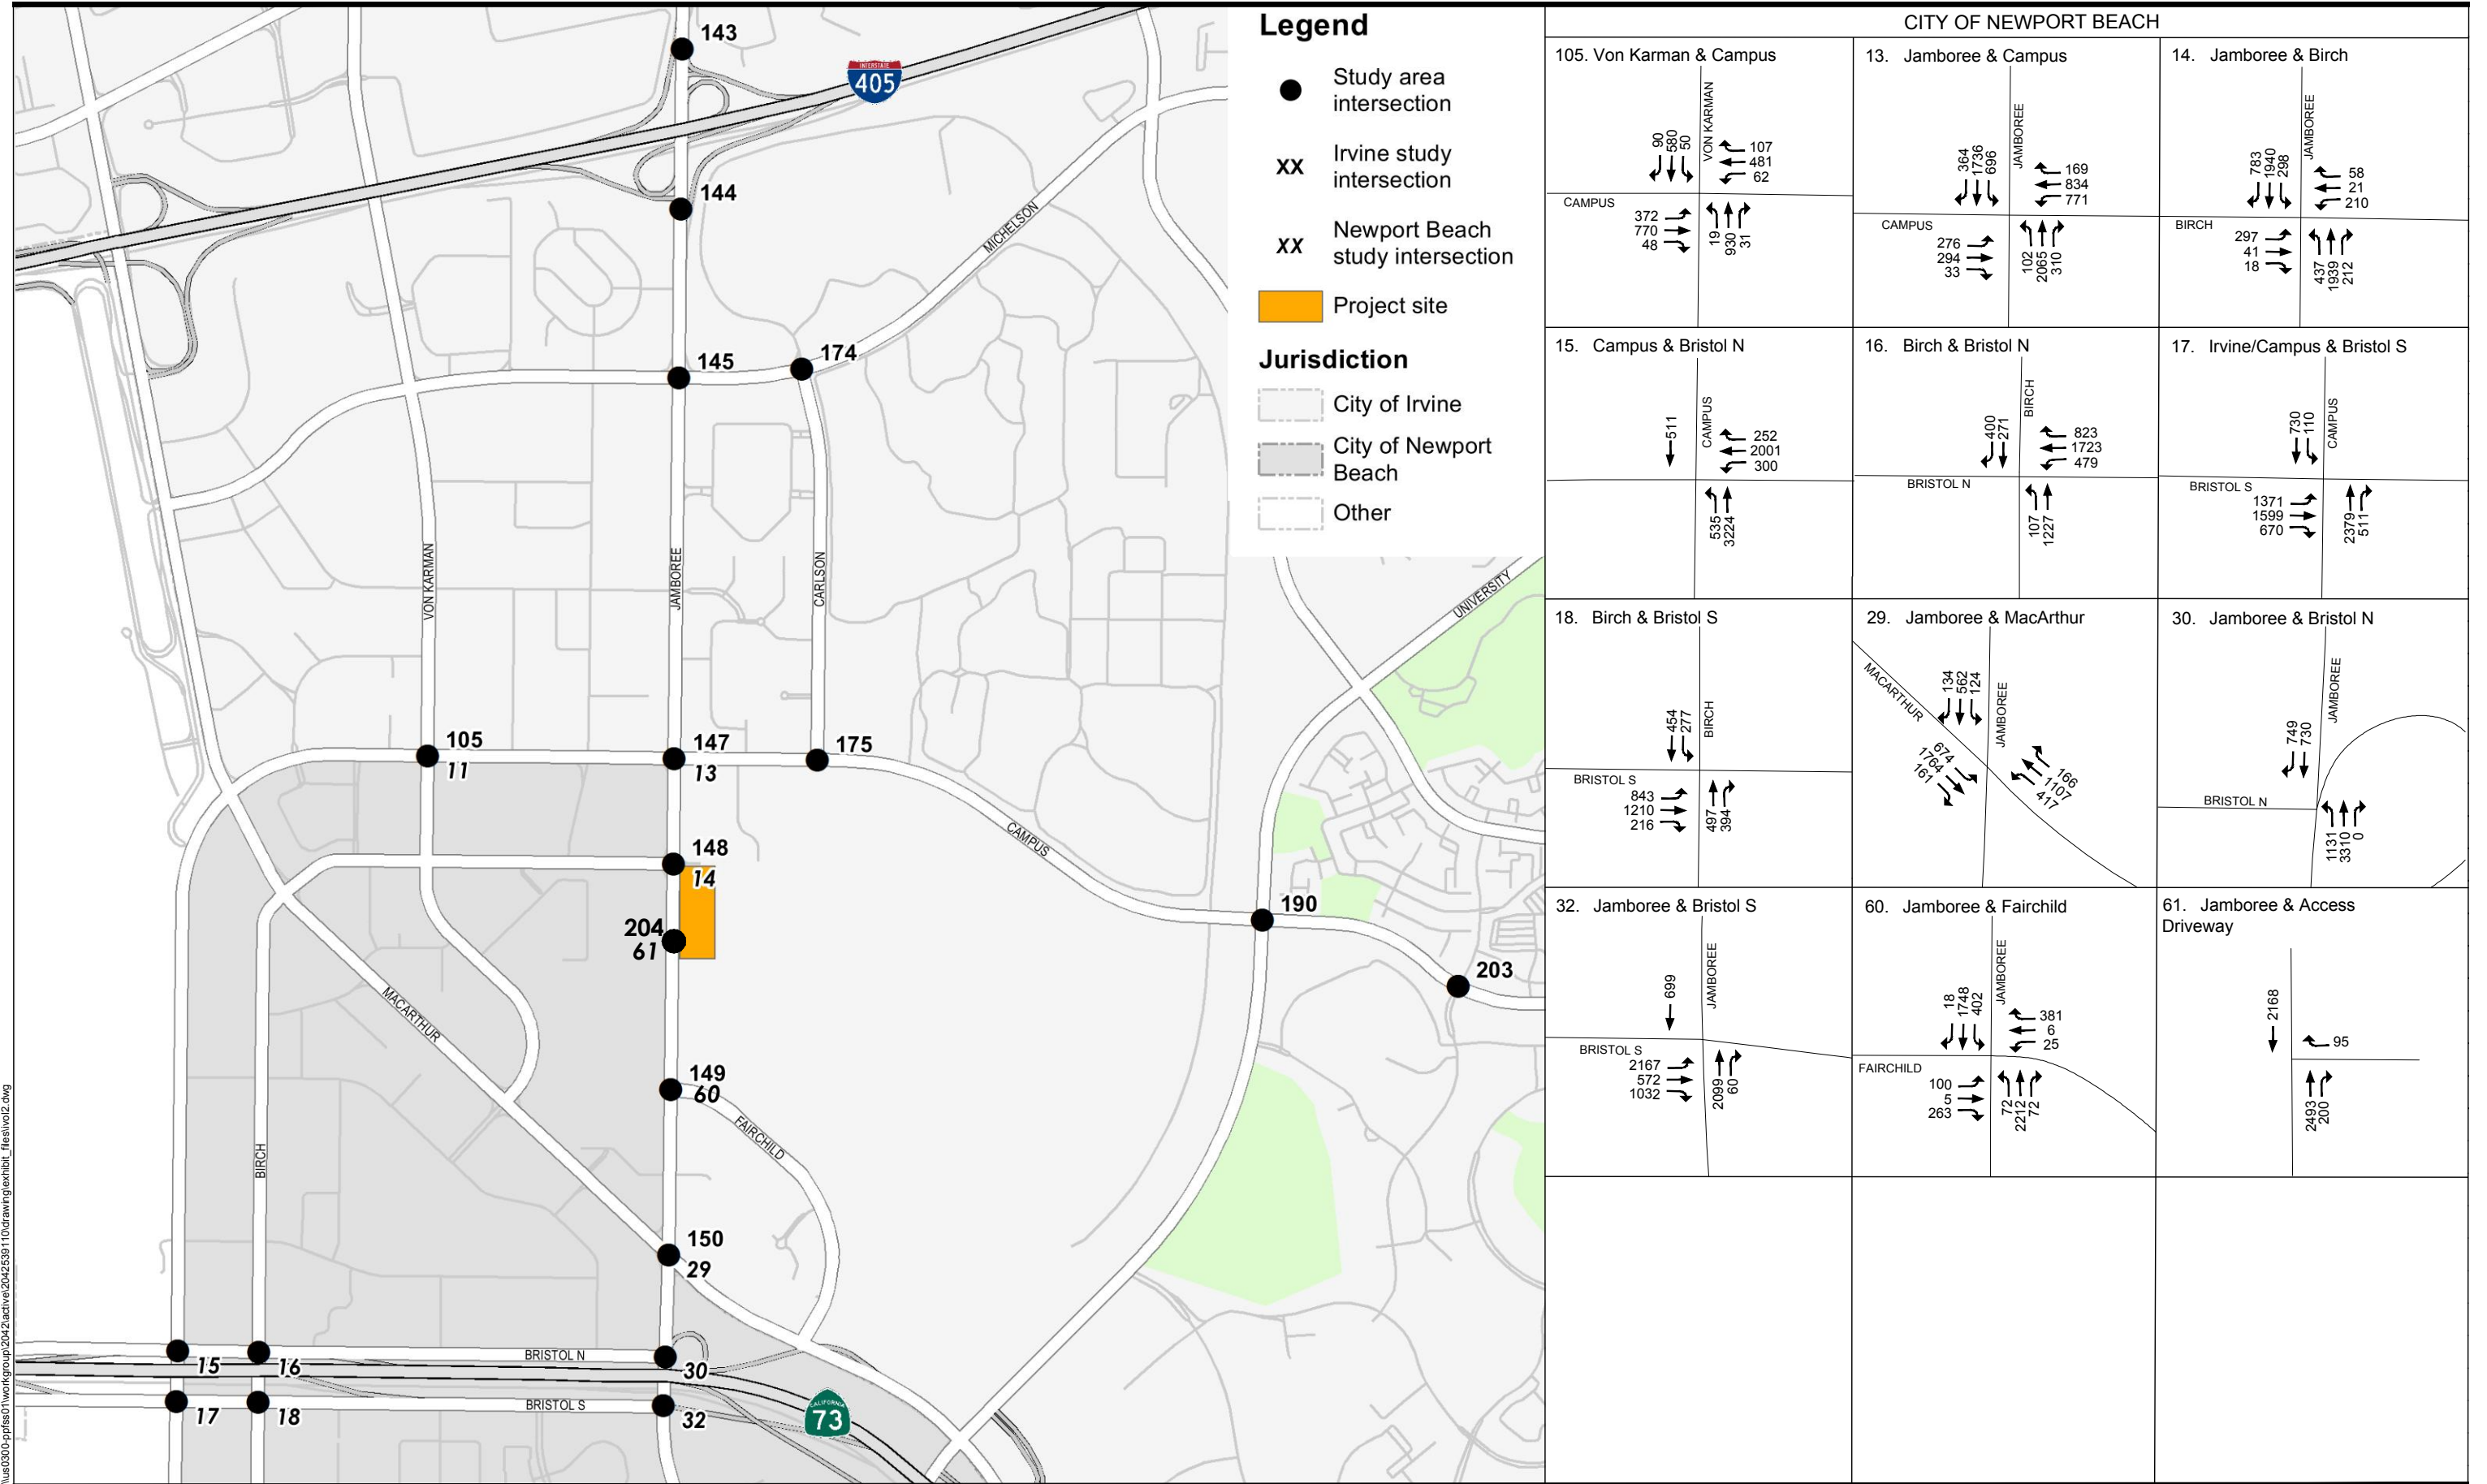 143
INTERSTATE
405
144
MICHELSON
145
174
VON KARMAN
JAMBOREE
CARLSON
UNIVERSITY
105
11
147
13
175
CAMPUS
148
14
204
61
190
203
MACARTHUR
149
60
FAIRCHILD
BIRCH
150
29
BRISTOL N
15
16
30
BRISTOL S
17
18
32
CALIFORNIA
73
\\us0300-ppfss01\workgroup\2042\active\2042539110\drawing\exhibit_files\ivol2.dwg
Legend
Study area
intersection
XX
Irvine study
intersection
XX
Newport Beach
study intersection
Project site
Jurisdiction
City of Irvine
City of Newport
Beach
Other
CITY OF NEWPORT BEACH
105. Von Karman & Campus
VON KARMAN
90
580
50
107
481
62
CAMPUS
372
770
48
19
930
31
13. Jamboree & Campus
JAMBOREE
364
1736
696
169
834
771
CAMPUS
276
294
33
102
2065
310
14. Jamboree & Birch
JAMBOREE
783
1940
298
58
21
210
BIRCH
297
41
18
437
1939
212
15. Campus & Bristol N
CAMPUS
511
252
2001
300
535
3224
16. Birch & Bristol N
BIRCH
400
271
823
1723
479
BRISTOL N
107
1227
17. Irvine/Campus & Bristol S
CAMPUS
730
110
BRISTOL S
1371
1599
670
2379
511
18. Birch & Bristol S
BIRCH
454
277
BRISTOL S
843
1210
216
497
394
29. Jamboree & MacArthur
MACARTHUR
JAMBOREE
134
562
124
674
1764
161
166
1107
417
30. Jamboree & Bristol N
JAMBOREE
749
730
BRISTOL N
1131
3310
0
32. Jamboree & Bristol S
JAMBOREE
699
BRISTOL S
2167
572
1032
2099
60
60. Jamboree & Fairchild
JAMBOREE
18
1748
402
381
6
25
FAIRCHILD
100
5
263
72
2212
72
61. Jamboree & Access
Driveway
2168
95
2493
200